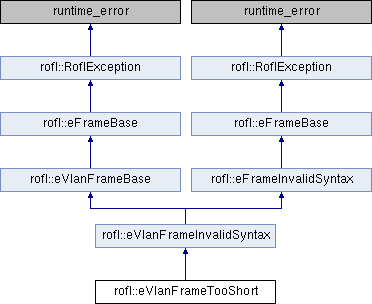 runtime_error
runtime_error
rofl::RoflException
rofl::RoflException
rofl::eFrameBase
rofl::eFrameBase
rofl::eVlanFrameBase
rofl::eFrameInvalidSyntax
rofl::eVlanFrameInvalidSyntax
rofl::eVlanFrameTooShort